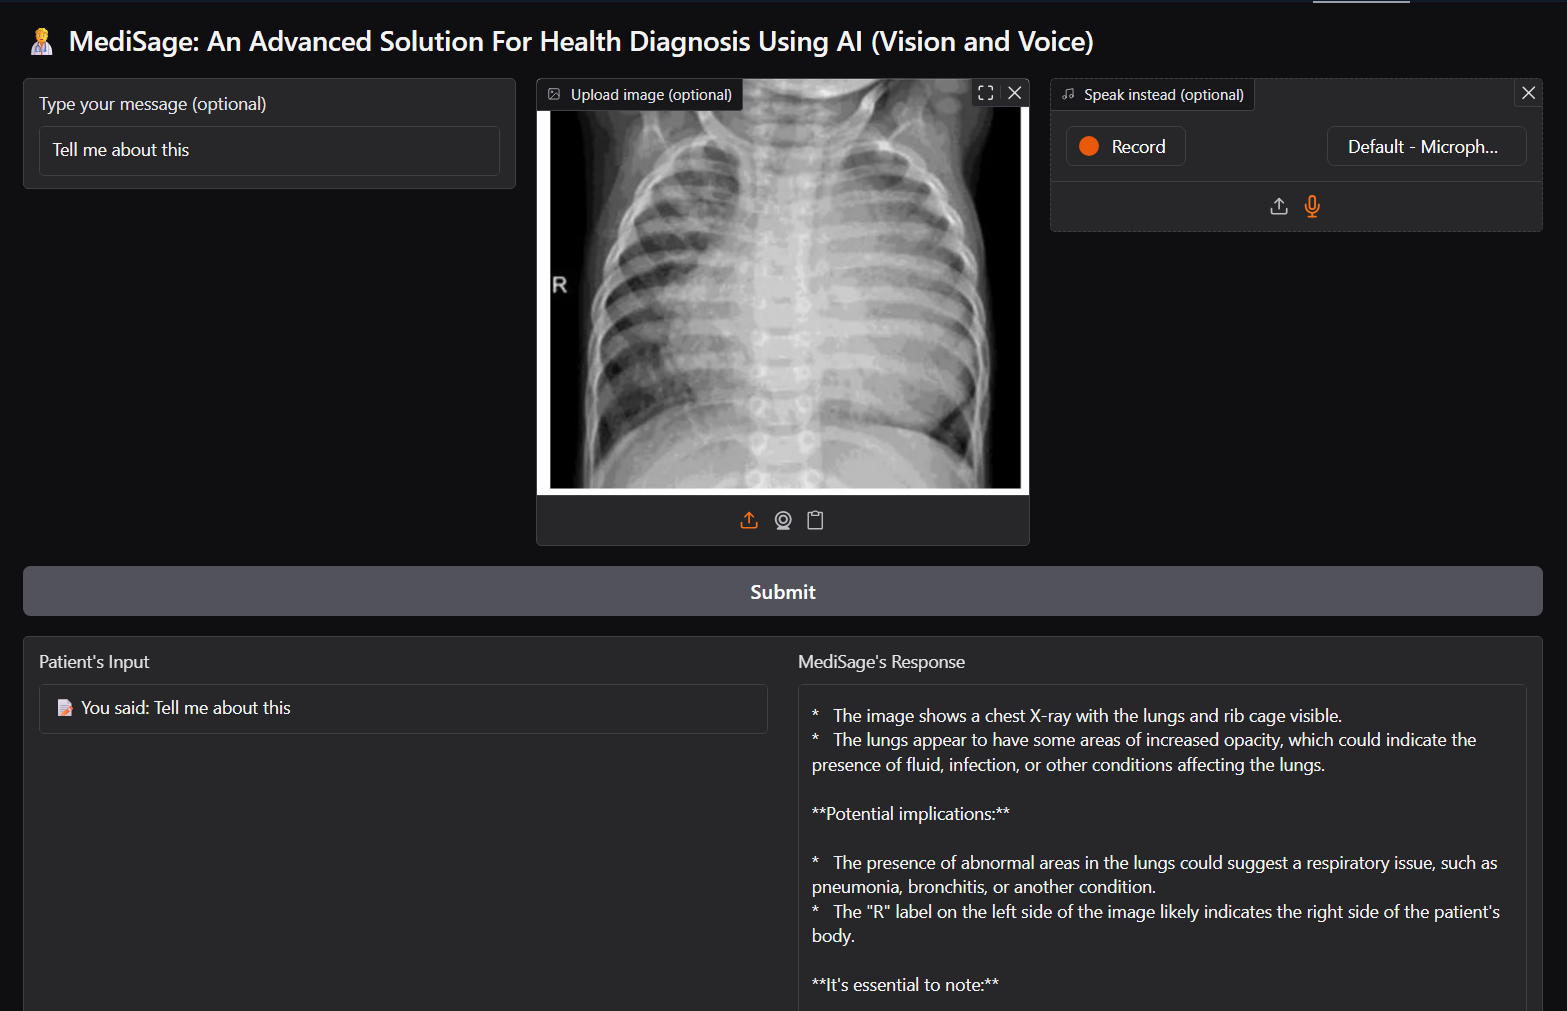 MediSage: An Advanced Solution For Health Diagnosis Using AI (Vision and Voice)
Type your message (optional)
Tell me about this
Upload image (optional)
R
Speak instead (optional)
Record
Default - Microph...
Submit
Patient's Input
You said: Tell me about this
MediSage's Response
*   The image shows a chest X-ray with the lungs and rib cage visible.
*   The lungs appear to have some areas of increased opacity, which could indicate the
presence of fluid, infection, or other conditions affecting the lungs.
**Potential implications:**
*   The presence of abnormal areas in the lungs could suggest a respiratory issue, such as
pneumonia, bronchitis, or another condition.
*   The "R" label on the left side of the image likely indicates the right side of the patient's
body.
**It's essential to note:**